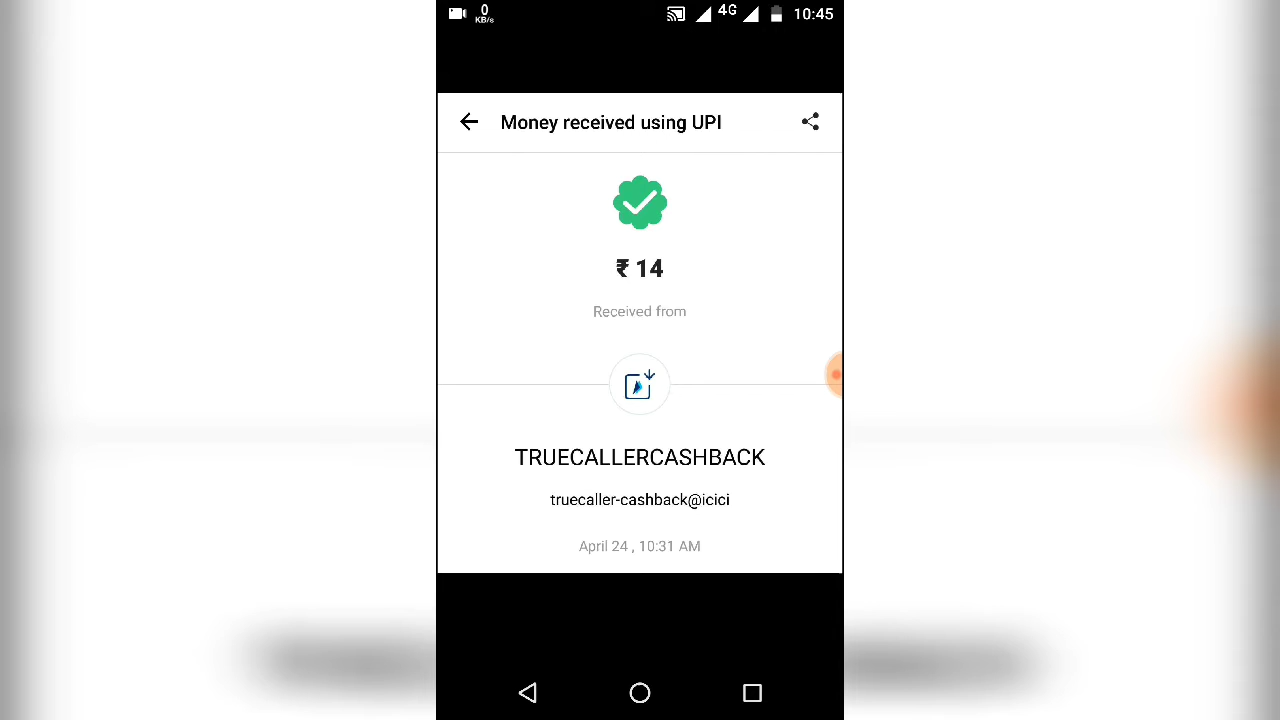 0
KB/s
4G
10:45
Money received using UPI
₹ 14
Received from
TRUECALLERCASHBACK
truecaller-cashback@icici
April 24 , 10:31 AM